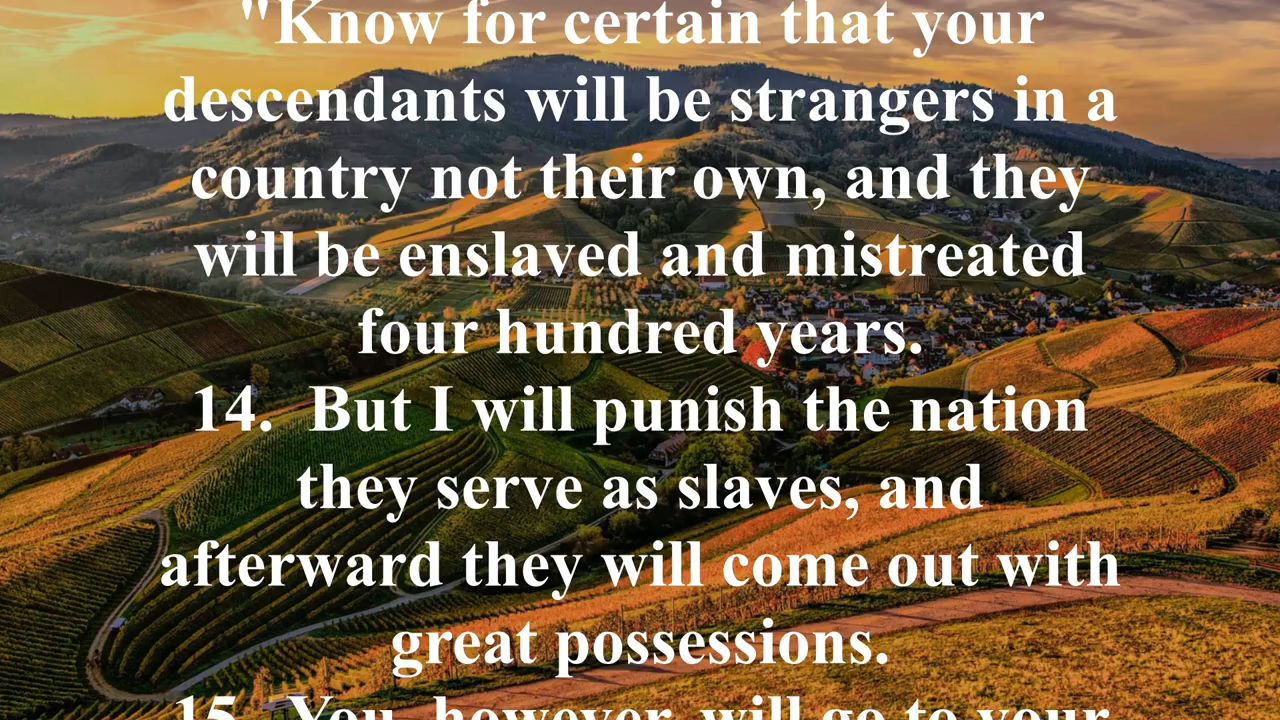 "Know for certain that your
descendants will be strangers in a
country not their own, and they
will be enslaved and mistreated
four hundred years.
14.  But I will punish the nation
they serve as slaves, and
afterward they will come out with
great possessions.
15.  You, however, will go to your